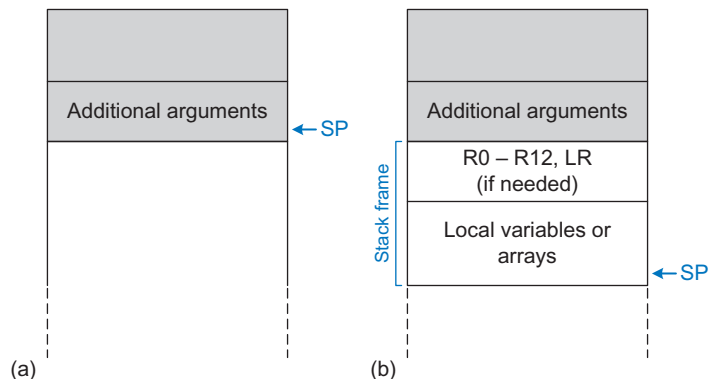 Additional arguments
SP
(a)
Additional arguments
R0 – R12, LR
(if needed)
Local variables or
arrays
Stack frame
SP
(b)